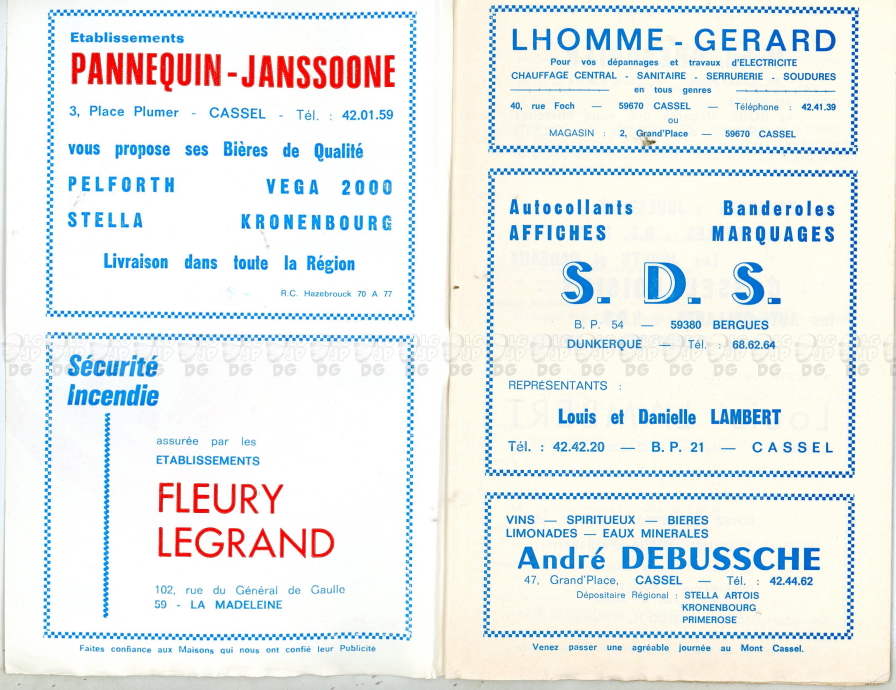 Etablissements
PANNEQUIN-JANSSOONE
3, Place Plumer - CASSEL - Tél. : 42.01.59
vous propose ses Bières de Qualité
PELFORTH VEGA 2000
STELLA KRONENBOURG
Livraison dans toute la Région
R.C. Hazebrouck 70 A 77
Sécurité
Incendie
assurée par les
ETABLISSEMENTS
FLEURY
LEGRAND
102, rue du Général de Gaulle
59 - LA MADELEINE
Faites confiance aux Maisons qui nous ont confié leur Publicité
LHOMME - GERARD
Pour vos dépannages et travaux d'ELECTRICITE
CHAUFFAGE CENTRAL - SANITAIRE - SERRURERIE - SOUDURES
en tous genres
40, rue Foch — 59670 CASSEL — Téléphone : 42.41.39
ou
MAGASIN : 2, Grand'Place — 59670 CASSEL
Autocollants Banderoles
AFFICHES MARQUAGES
S. D. S.
B. P. 54 — 59380 BERGUES
DUNKERQUE — Tél. : 68.62.64
REPRÉSENTANTS :
Louis et Danielle LAMBERT
Tél. : 42.42.20 — B. P. 21 — CASSEL
VINS — SPIRITUEUX — BIERES
LIMONADES — EAUX MINERALES
André DEBUSSCHE
47, Grand'Place, CASSEL — Tél. : 42.44.62
Dépositaire Régional : STELLA ARTOIS
KRONENBOURG
PRIMEROSE
Venez passer une agréable journée au Mont Cassel.